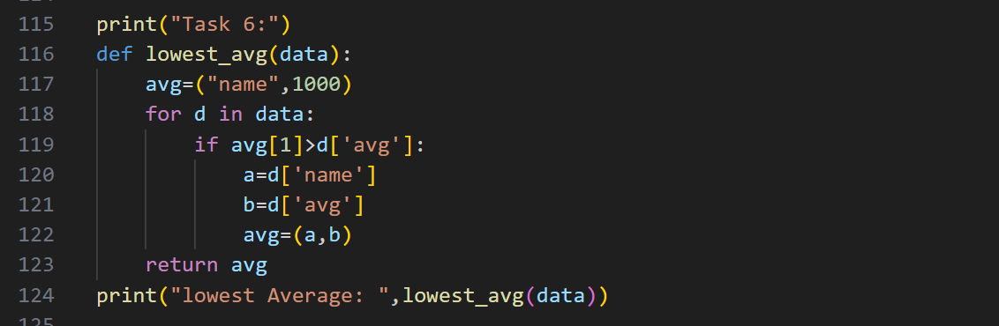 115 print("Task 6:")
116 def lowest_avg(data):
117     avg=("name",1000)
118     for d in data:
119         if avg[1]>d['avg']:
120             a=d['name']
121             b=d['avg']
122             avg=(a,b)
123     return avg
124 print("lowest Average: ",lowest_avg(data))